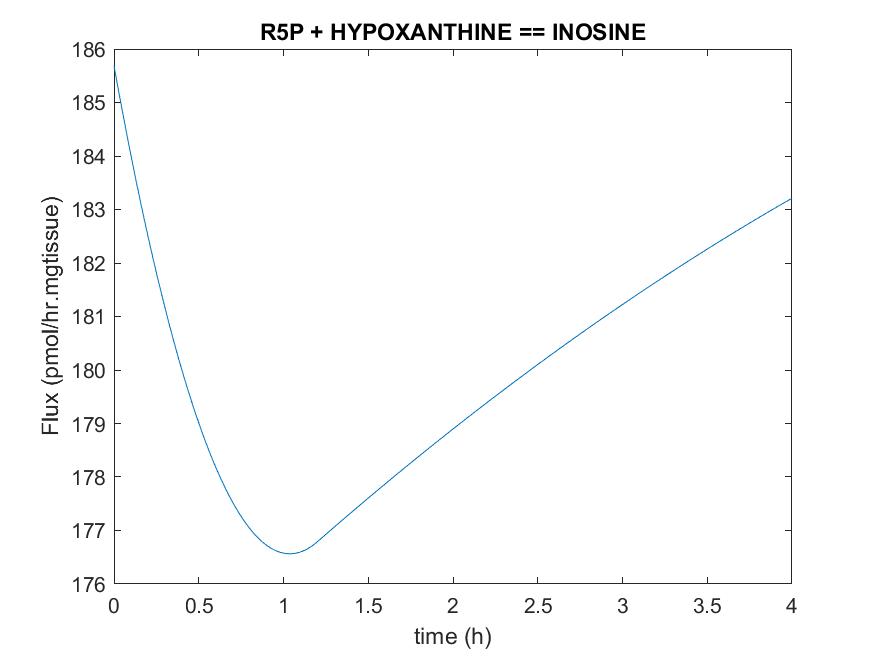 R5P + HYPOXANTHINE == INOSINE
186
185
184
183
182
181
180
179
178
177
176
Flux (pmol/hr.mgtissue)
0 0.5 1 1.5 2 2.5 3 3.5 4
time (h)